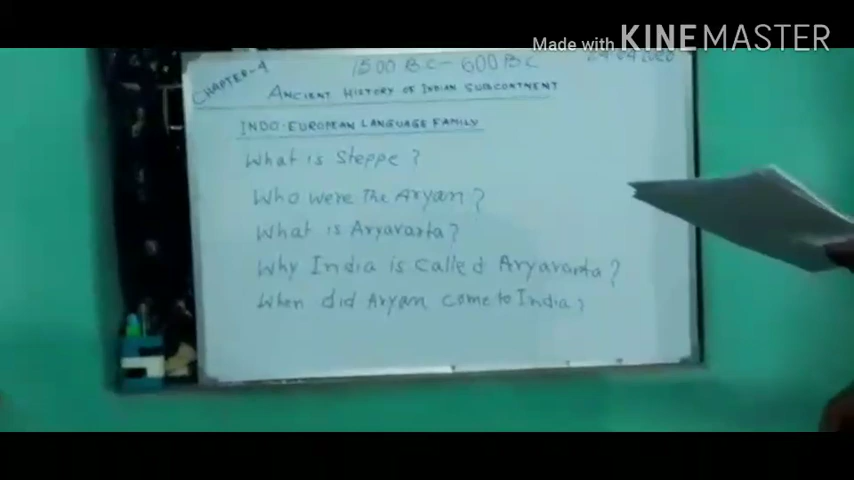 Made with KINEMASTER
CHAPTER-4
1500 BC - 600 BC
ANCIENT HISTORY OF INDIAN SUBCONTNENT
INDO-EUROPEAN LANGUAGE FAMILY
What is Steppe ?
Who were The Aryan ?
What is Aryavarta ?
Why India is called Aryavarta ?
When did Aryan come to India ?